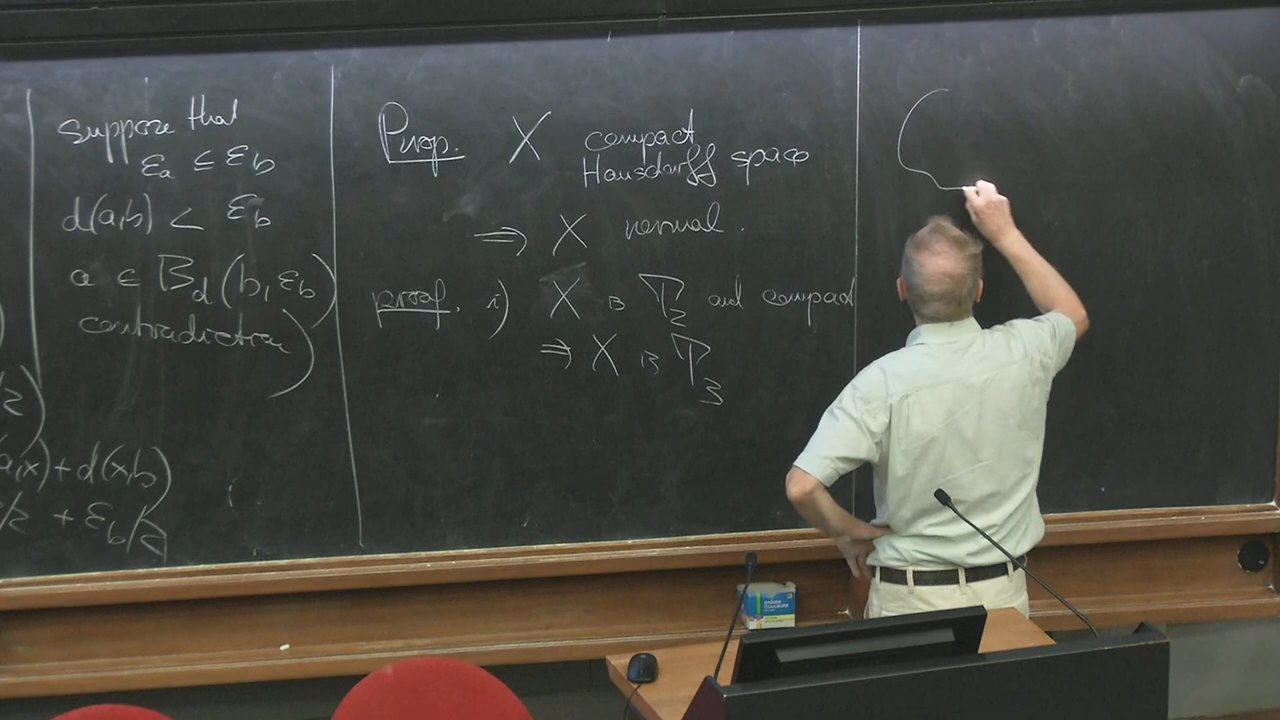 Suppose that
εa ≤ εb
d(a,b) < εb
a ∈ Bd(b, εb)
contradiction)
a,x) + d(x,b)
/2 + εb/2
Prop. X compact
Hausdorff space
⇒ X normal.
proof. i) X is T2 and compact
⇒ X is T3